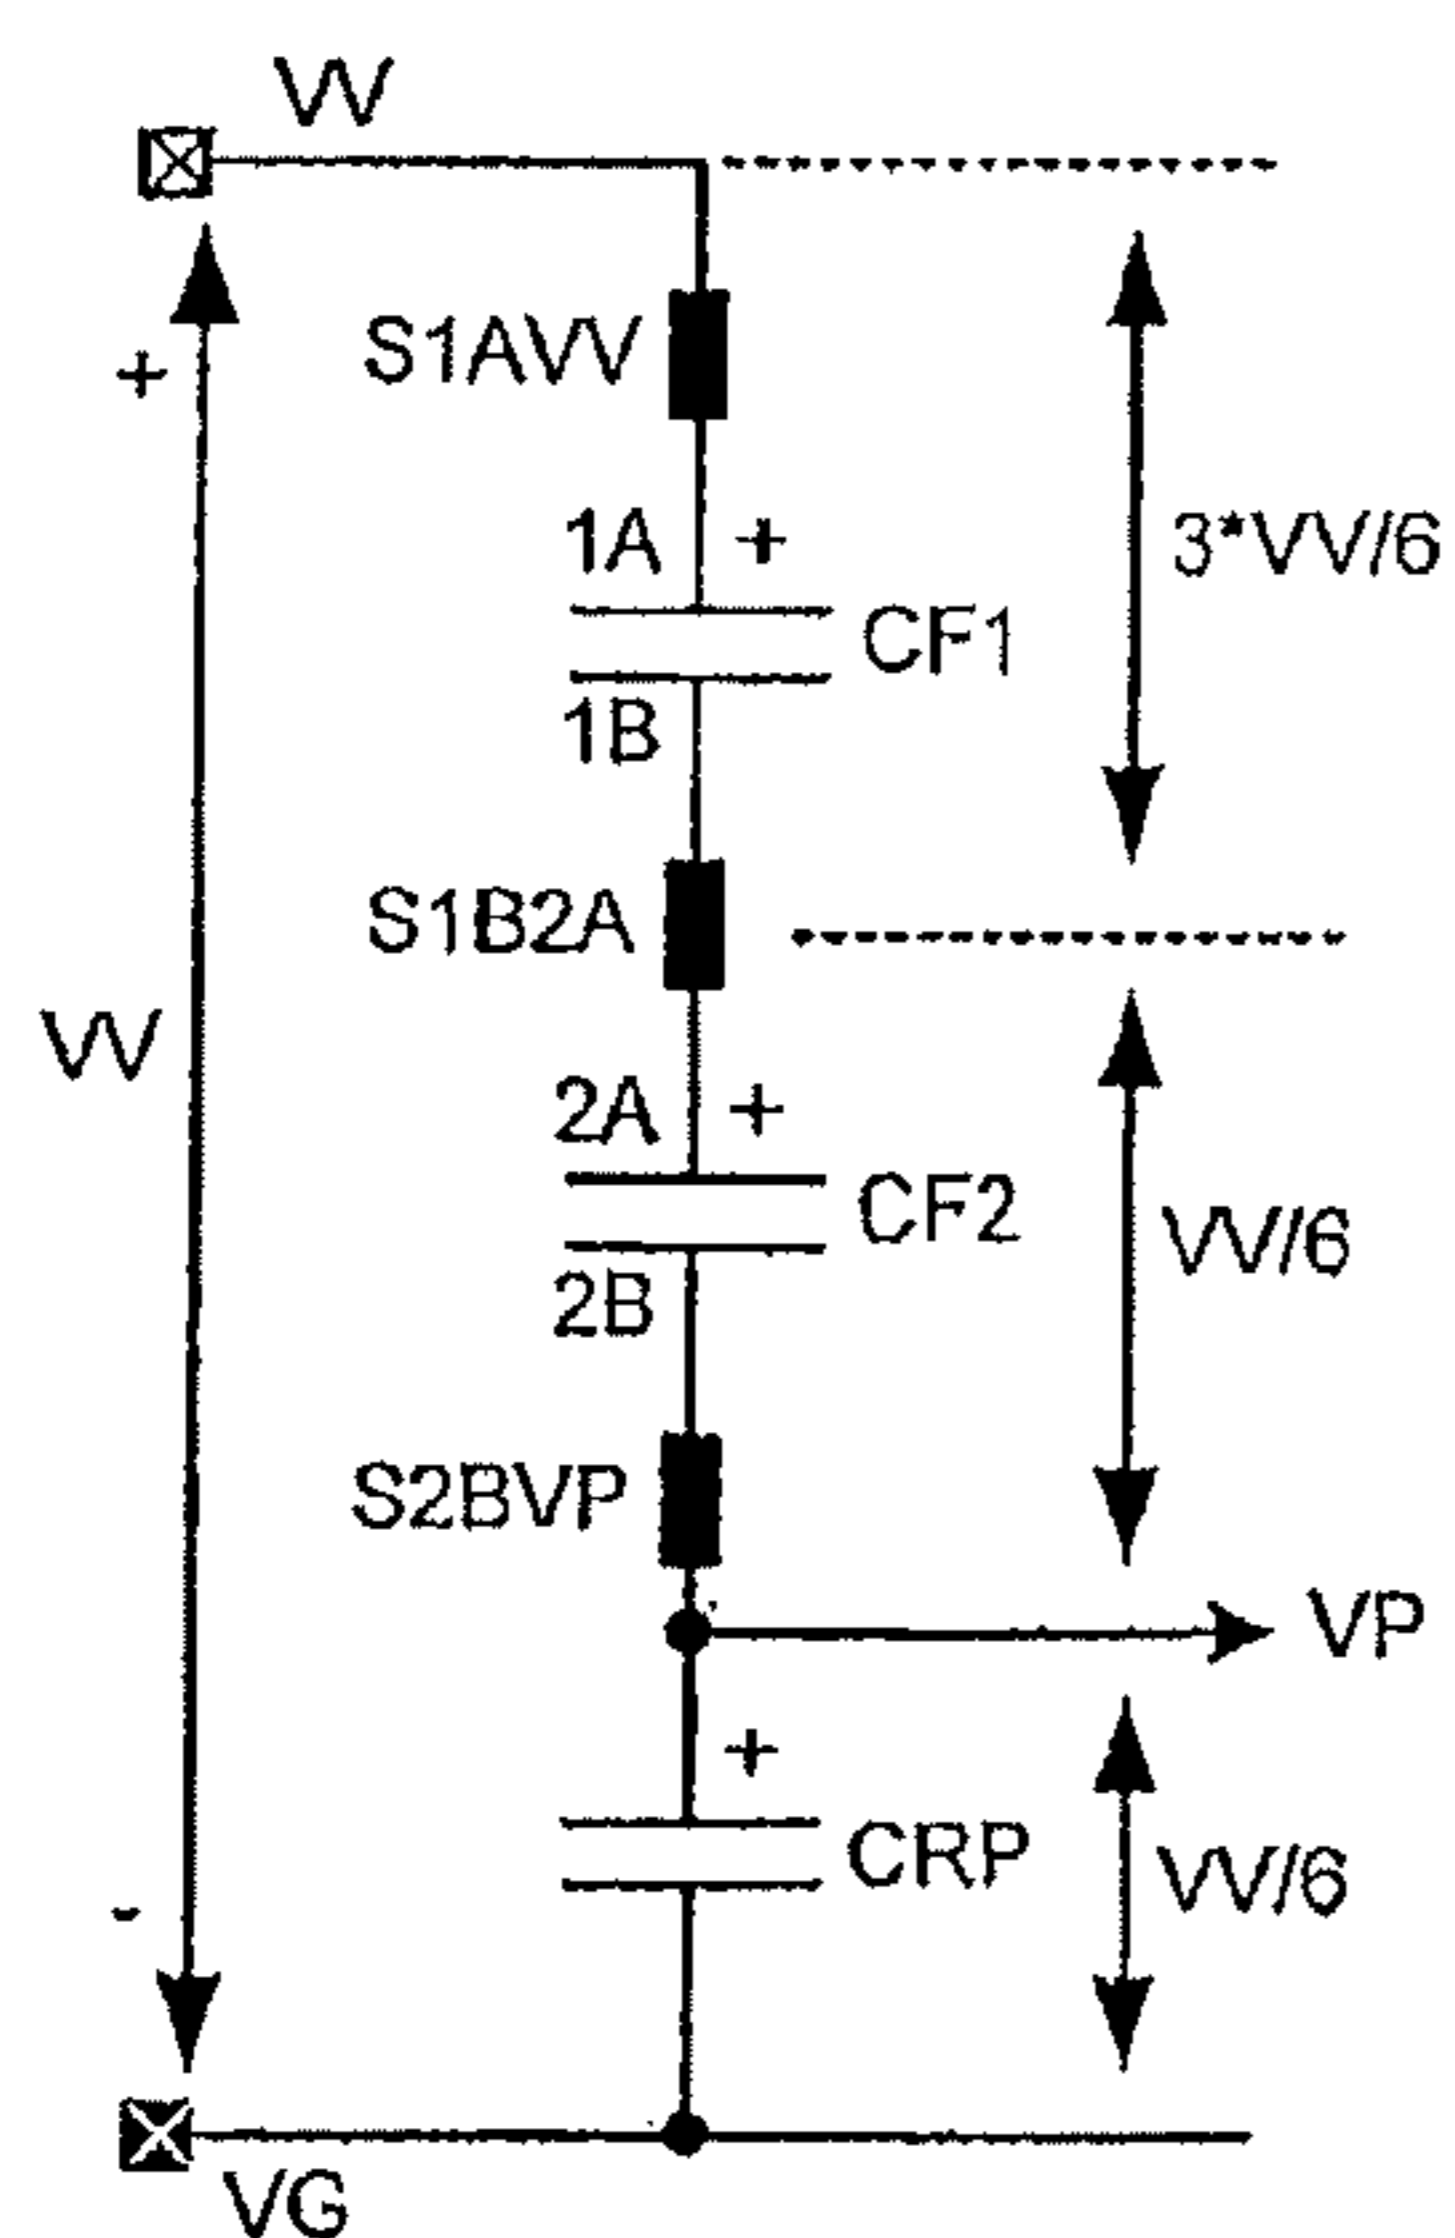 VV
S1AVV
+
1A +
3*VV/6
CF1
1B
S1B2A
VV
2A +
CF2
VV/6
2B
S2BVP
VP
+
CRP
VV/6
-
VG